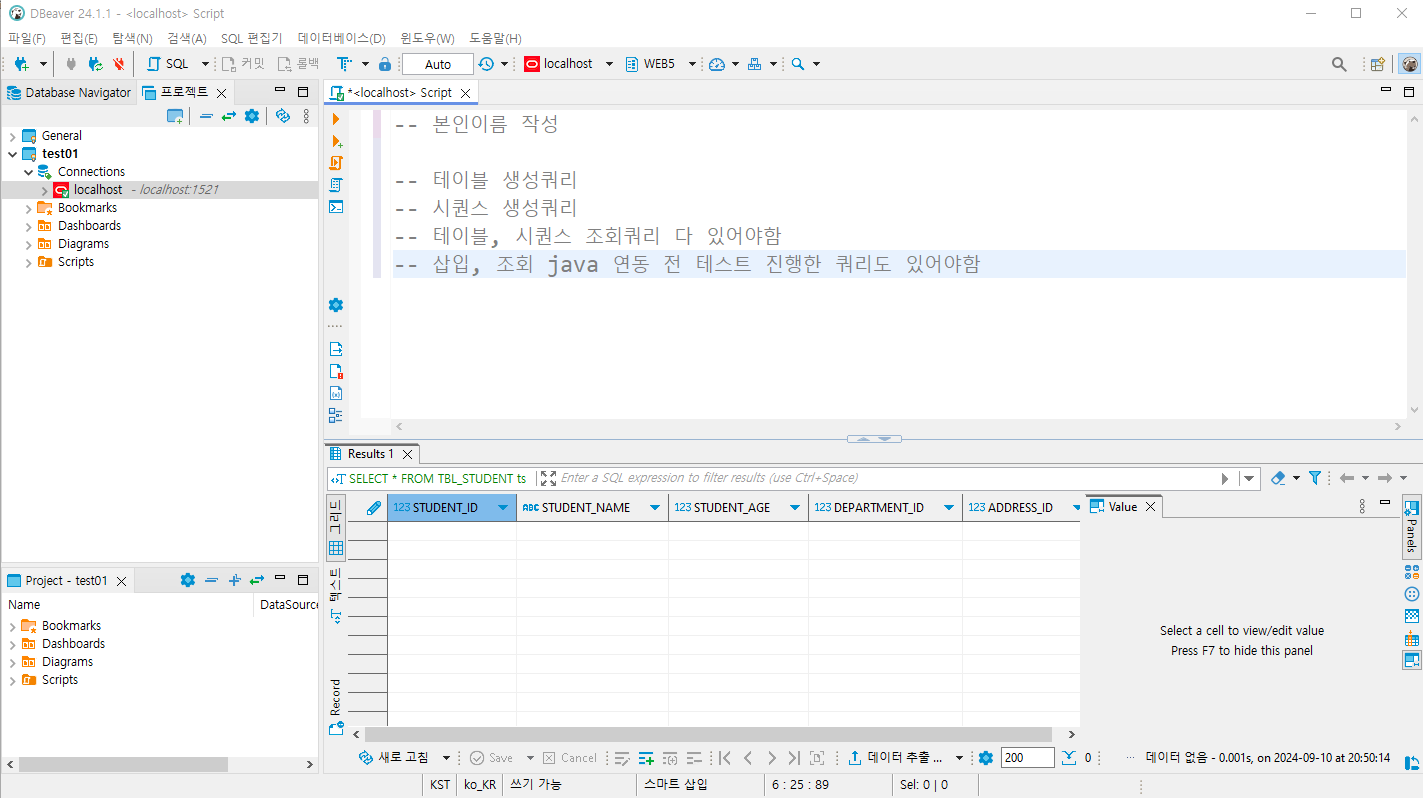 DBeaver 24.1.1 - <localhost> Script
파일(F) 편집(E) 탐색(N) 검색(A) SQL 편집기 데이터베이스(D) 윈도우(W) 도움말(H)
SQL 커밋 롤백 Auto localhost WEB5
Database Navigator 프로젝트
General
test01
Connections
localhost - localhost:1521
Bookmarks
Dashboards
Diagrams
Scripts
*<localhost> Script
-- 본인이름 작성
-- 테이블 생성쿼리
-- 시퀀스 생성쿼리
-- 테이블, 시퀀스 조회쿼리 다 있어야함
-- 삽입, 조회 java 연동 전 테스트 진행한 쿼리도 있어야함
Project - test01
Name DataSource
Bookmarks
Dashboards
Diagrams
Scripts
Results 1
SELECT * FROM TBL_STUDENT ts Enter a SQL expression to filter results (use Ctrl+Space)
그리드
텍스트
Record
123 STUDENT_ID ABC STUDENT_NAME 123 STUDENT_AGE 123 DEPARTMENT_ID 123 ADDRESS_ID
Value
Select a cell to view/edit value
Press F7 to hide this panel
Panels
새로 고침 Save Cancel 데이터 추출 ... 200 0 ... 데이터 없음 - 0.001s, on 2024-09-10 at 20:50:14
KST ko_KR 쓰기 가능 스마트 삽입 6 : 25 : 89 Sel: 0 | 0